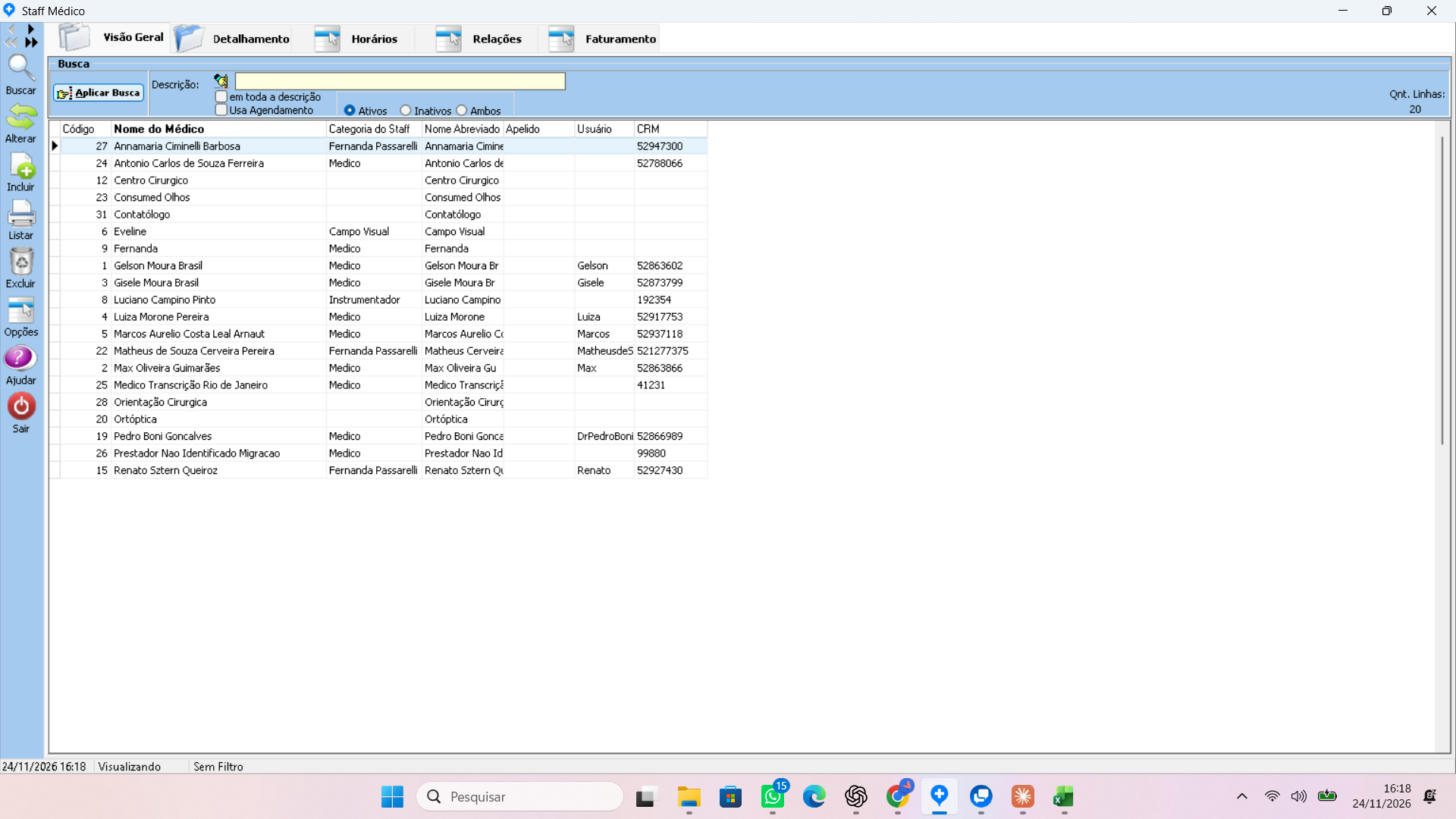 Staff Médico
Visão Geral Detalhamento Horários Relações Faturamento
Busca
Buscar
Aplicar Busca Descrição:
em toda a descrição
Usa Agendamento Ativos Inativos Ambos
Qnt. Linhas:
20
Alterar
Incluir
Listar
Excluir
Opções
Ajudar
Sair
Código Nome do Médico Categoria do Staff Nome Abreviado Apelido Usuário CRM
27 Annamaria Ciminelli Barbosa Fernanda Passarelli Annamaria Cimine 52947300
24 Antonio Carlos de Souza Ferreira Medico Antonio Carlos de 52788066
12 Centro Cirurgico Centro Cirurgico
23 Consumed Olhos Consumed Olhos
31 Contatólogo Contatólogo
6 Eveline Campo Visual Campo Visual
9 Fernanda Medico Fernanda
1 Gelson Moura Brasil Medico Gelson Moura Br Gelson 52863602
3 Gisele Moura Brasil Medico Gisele Moura Br Gisele 52873799
8 Luciano Campino Pinto Instrumentador Luciano Campino 192354
4 Luiza Morone Pereira Medico Luiza Morone Luiza 52917753
5 Marcos Aurelio Costa Leal Arnaut Medico Marcos Aurelio Co Marcos 52937118
22 Matheus de Souza Cerveira Pereira Fernanda Passarelli Matheus Cerveira MatheusdeS 521277375
2 Max Oliveira Guimarães Medico Max Oliveira Gu Max 52863866
25 Medico Transcrição Rio de Janeiro Medico Medico Transcriçã 41231
28 Orientação Cirurgica Orientação Cirurg
20 Ortóptica Ortóptica
19 Pedro Boni Goncalves Medico Pedro Boni Gonca DrPedroBoni 52866989
26 Prestador Nao Identificado Migracao Medico Prestador Nao Id 99880
15 Renato Sztern Queiroz Fernanda Passarelli Renato Sztern Qu Renato 52927430
24/11/2026 16:18 Visualizando Sem Filtro
Pesquisar
15
16:18
24/11/2026